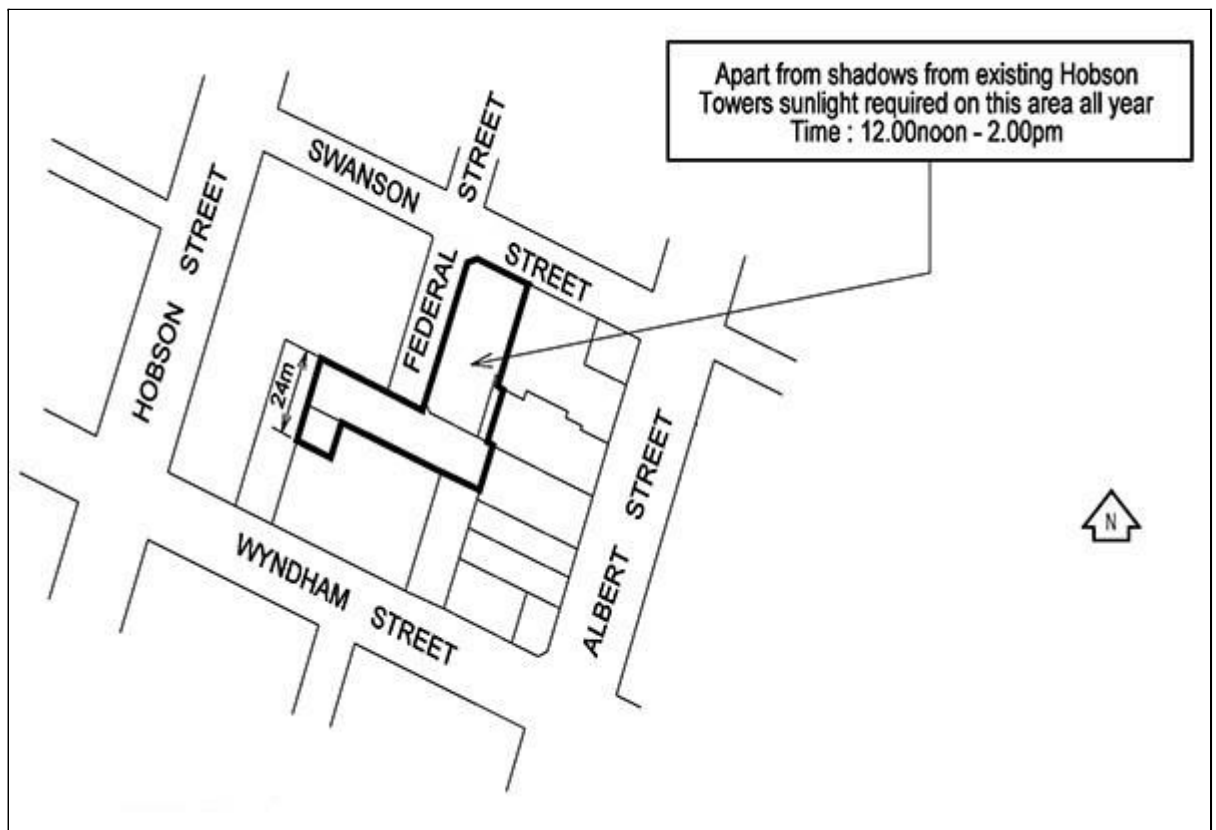 Apart from shadows from existing Hobson
Towers sunlight required on this area all year
Time : 12.00noon - 2.00pm
SWANSON
STREET
STREET
FEDERAL
STREET
HOBSON
STREET
24m
ALBERT
STREET
WYNDHAM
STREET
N